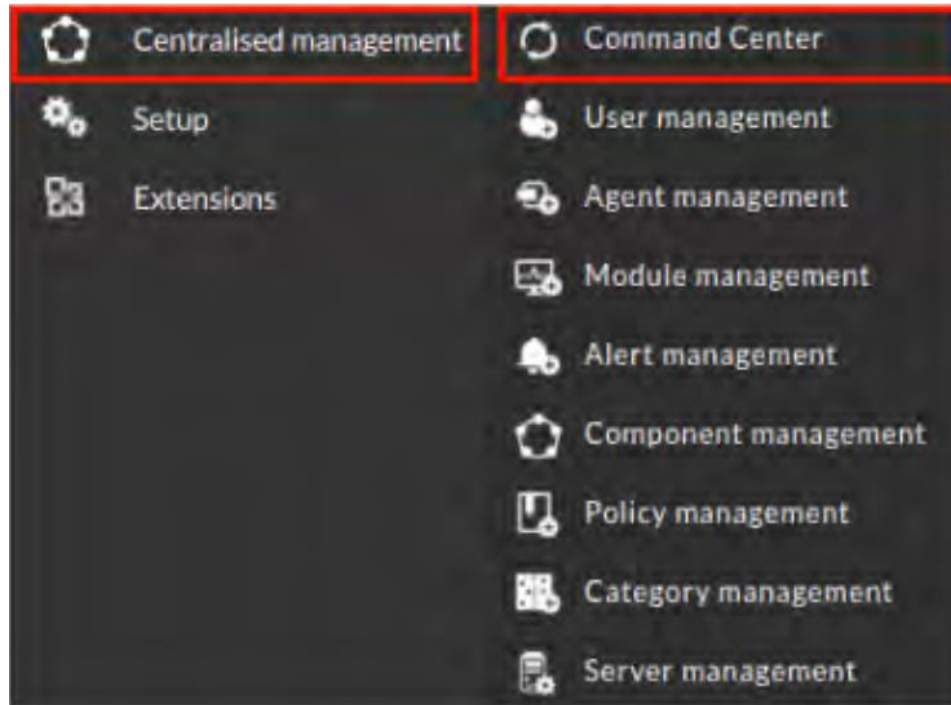 Centralised management
Setup
Extensions
Command Center
User management
Agent management
Module management
Alert management
Component management
Policy management
Category management
Server management